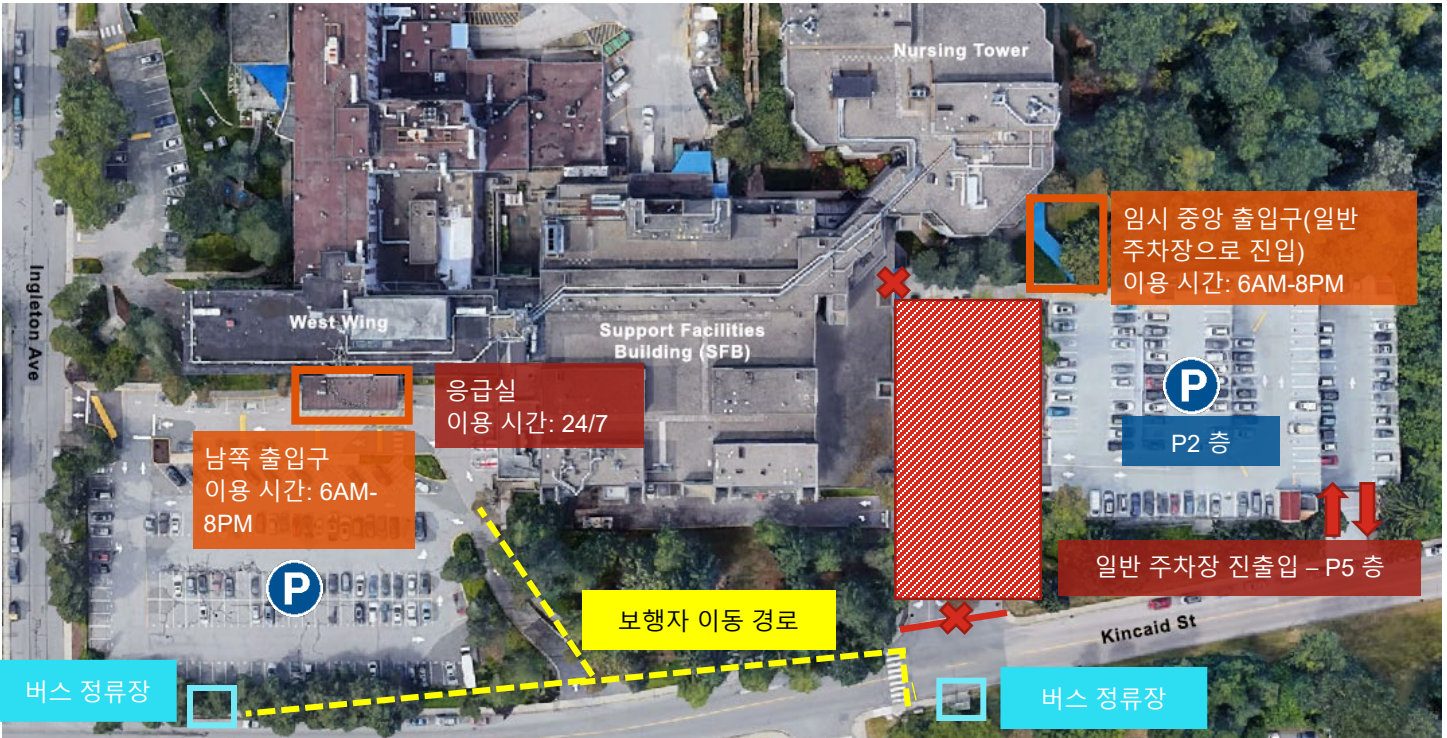 Nursing Tower
임시 중앙 출입구(일반
주차장으로 진입)
이용 시간: 6AM-8PM
Ingleton Ave
West Wing
Support Facilities
Building (SFB)
응급실
이용 시간: 24/7
P
P2 층
남쪽 출입구
이용 시간: 6AM-
8PM
일반 주차장 진출입 – P5 층
P
보행자 이동 경로
Kincaid St
버스 정류장
버스 정류장